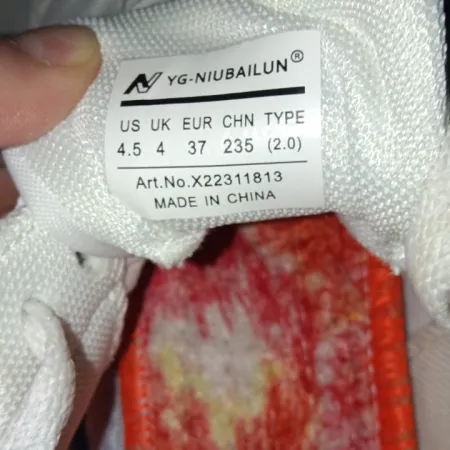 YG-NIUBAILUN®
US UK EUR CHN TYPE
4.5 4 37 235 (2.0)
Art.No.X22311813
MADE IN CHINA